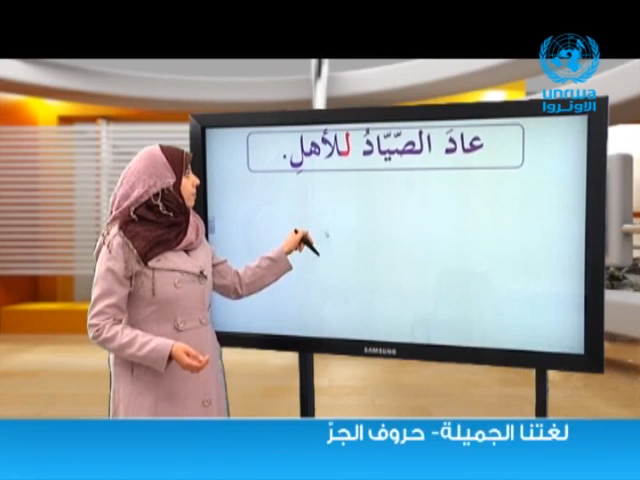 unrwa
الأونروا
عادَ الصّيّادُ للأهلِ.
SAMSUNG
لغتنا الجميلة- حروف الجرّ